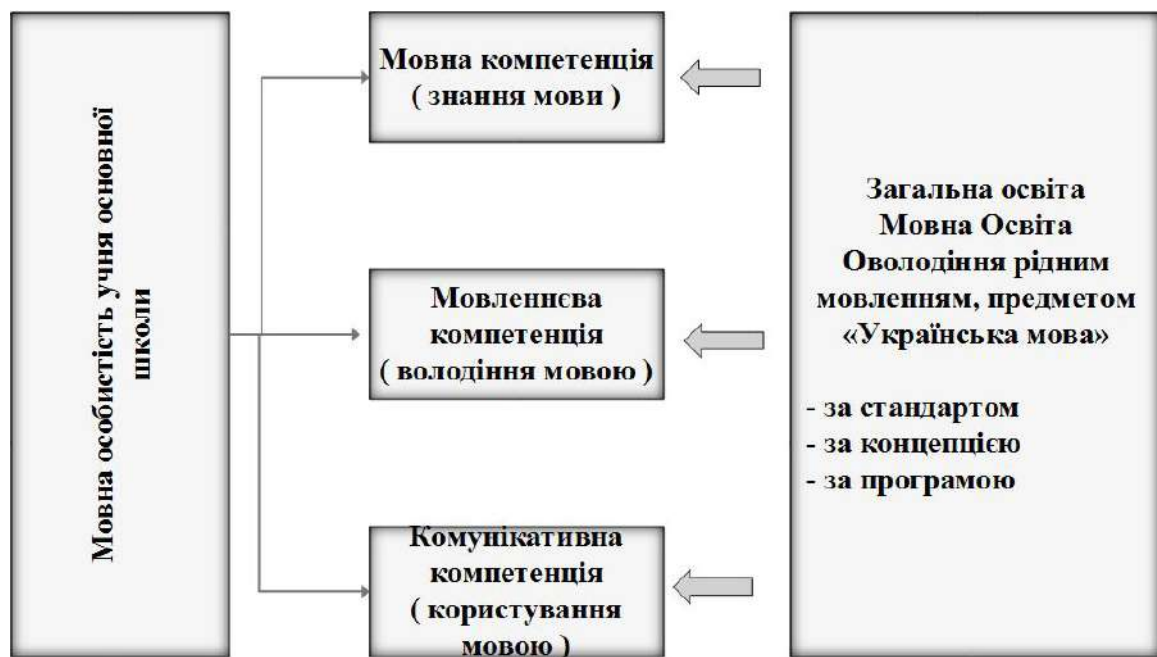 Мовна особистість учня основної
школи
Мовна компетенція
( знання мови )
Мовленнєва
компетенція
( володіння мовою )
Комунікативна
компетенція
( користування
мовою )
Загальна освіта
Мовна Освіта
Оволодіння рідним
мовленням, предметом
«Українська мова»
- за стандартом
- за концепцією
- за програмою